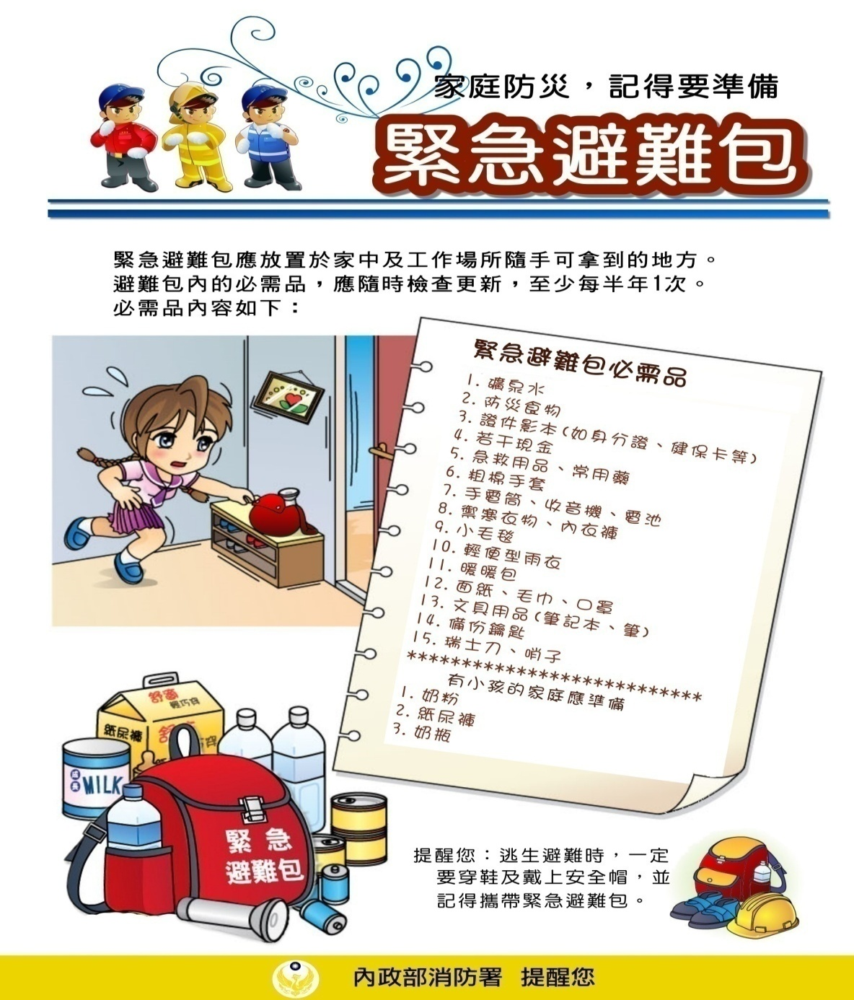 家庭防災，記得要準備
緊急避難包
緊急避難包應放置於家中及工作場所隨手可拿到的地方。
避難包內的必需品，應隨時檢查更新，至少每半年1次。
必需品內容如下：
緊急避難包必需品
1. 礦泉水
2. 防災食物
3. 證件影本(如身分證、健保卡等)
4. 若干現金
5. 急救用品、常用藥
6. 粗棉手套
7. 手電筒、收音機、電池
8. 禦寒衣物、內衣褲
9. 小毛毯
10. 輕便型雨衣
11. 暖暖包
12. 面紙、毛巾、口罩
13. 文具用品(筆記本、筆)
14. 備份鑰匙
15. 瑞士刀、哨子
***************************
有小孩的家庭應準備
1. 奶粉
2. 紙尿褲
3. 奶瓶
輕巧穿
紙尿褲
成長
MILK
緊急
避難包
提醒您：逃生避難時，一定
要穿鞋及戴上安全帽，並
記得攜帶緊急避難包。
內政部消防署 提醒您